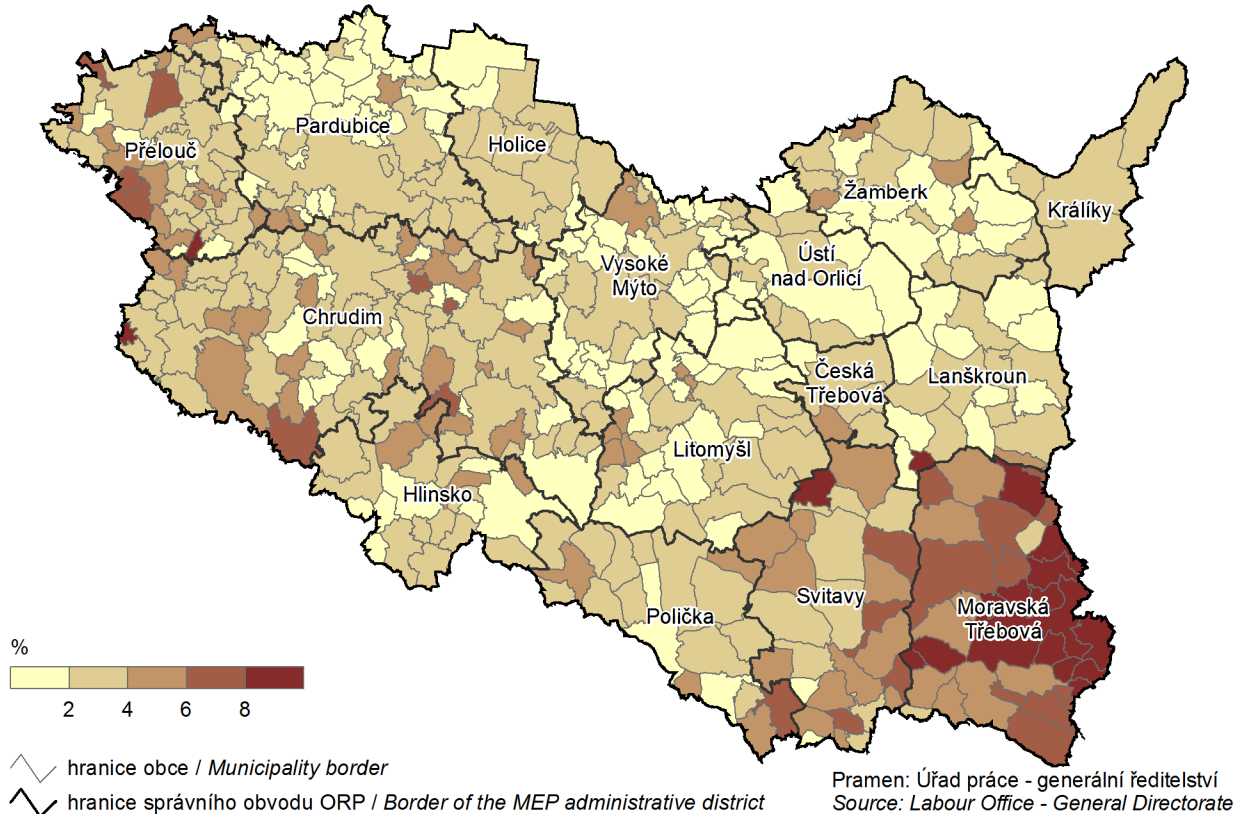 Pardubice
Přelouč
Holice
Žamberk
Králíky
Ústí
nad Orlicí
Vysoké
Mýto
Chrudim
Česká
Třebová
Lanškroun
Litomyšl
Hlinsko
Svitavy
Moravská
Třebová
Polička
%
2 4 6 8
hranice obce / Municipality border
hranice správního obvodu ORP / Border of the MEP administrative district
Pramen: Úřad práce - generální ředitelství
Source: Labour Office - General Directorate